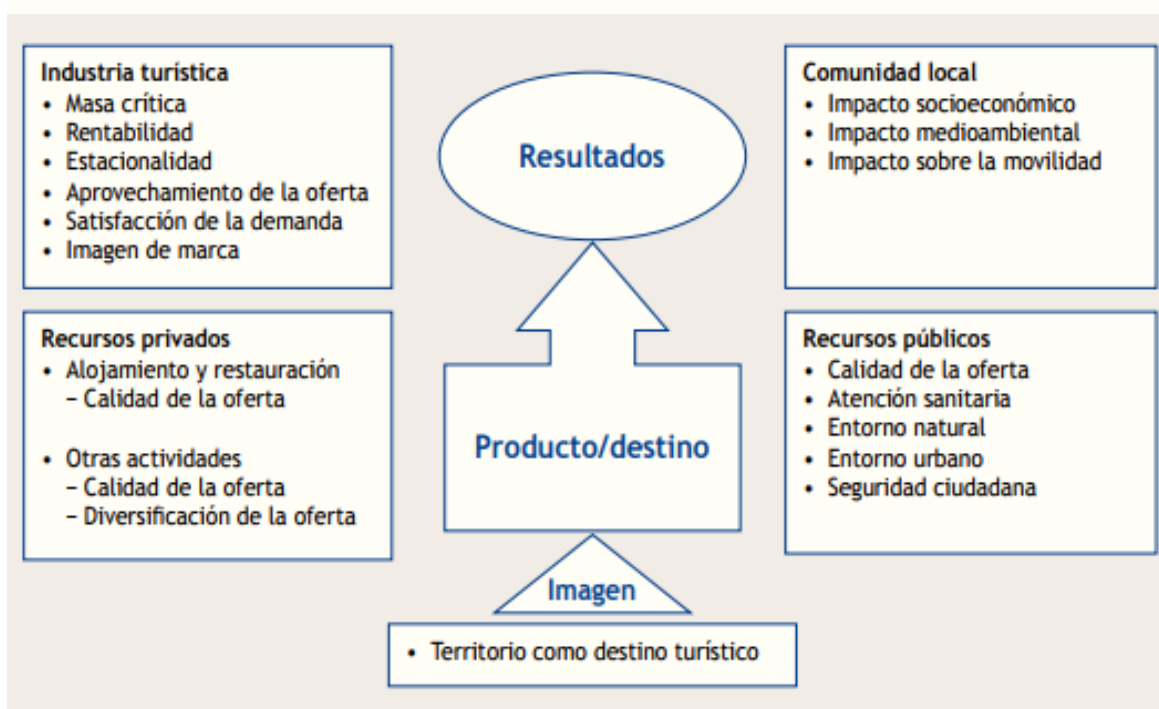 Industria turística
• Masa crítica
• Rentabilidad
• Estacionalidad
• Aprovechamiento de la oferta
• Satisfacción de la demanda
• Imagen de marca
Resultados
Comunidad local
• Impacto socioeconómico
• Impacto medioambiental
• Impacto sobre la movilidad
Recursos privados
• Alojamiento y restauración
– Calidad de la oferta
• Otras actividades
– Calidad de la oferta
– Diversificación de la oferta
Producto/destino
Recursos públicos
• Calidad de la oferta
• Atención sanitaria
• Entorno natural
• Entorno urbano
• Seguridad ciudadana
Imagen
• Territorio como destino turístico